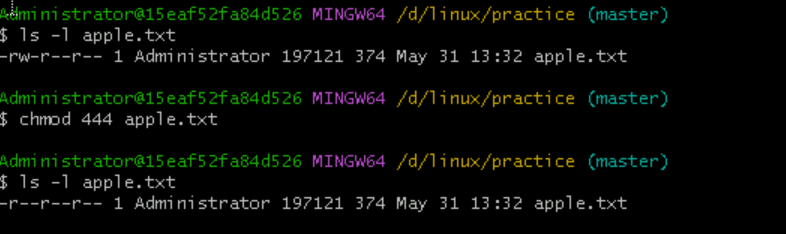 Administrator@15eaf52fa84d526 MINGW64 /d/linux/practice (master)
$ ls -l apple.txt
-rw-r--r-- 1 Administrator 197121 374 May 31 13:32 apple.txt
Administrator@15eaf52fa84d526 MINGW64 /d/linux/practice (master)
$ chmod 444 apple.txt
Administrator@15eaf52fa84d526 MINGW64 /d/linux/practice (master)
$ ls -l apple.txt
-r--r--r-- 1 Administrator 197121 374 May 31 13:32 apple.txt